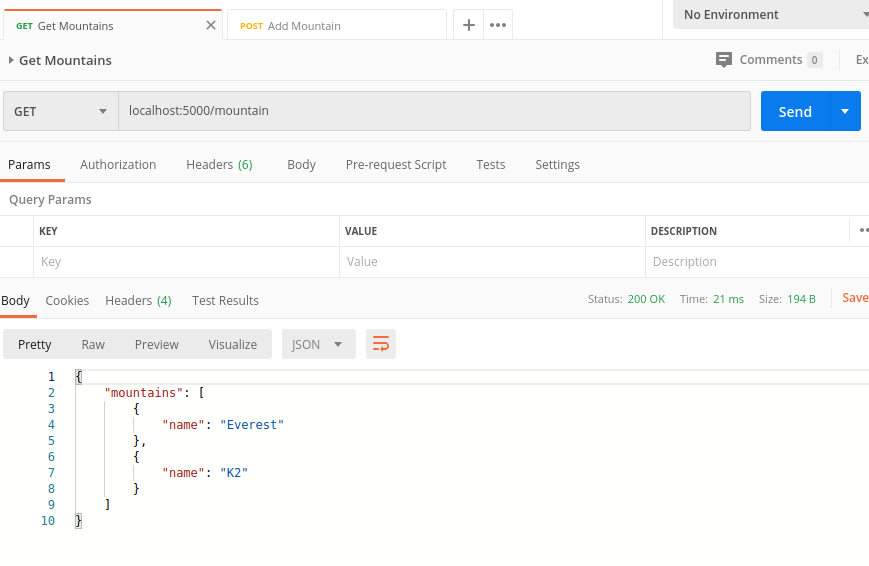 GET Get Mountains POST Add Mountain No Environment
Get Mountains Comments 0 Ex
GET localhost:5000/mountain Send
Params Authorization Headers (6) Body Pre-request Script Tests Settings
Query Params
KEY VALUE DESCRIPTION
Key Value Description
Body Cookies Headers (4) Test Results Status: 200 OK Time: 21 ms Size: 194 B Save
Pretty Raw Preview Visualize JSON
1 {
2 "mountains": [
3 {
4 "name": "Everest"
5 },
6 {
7 "name": "K2"
8 }
9 ]
10 }